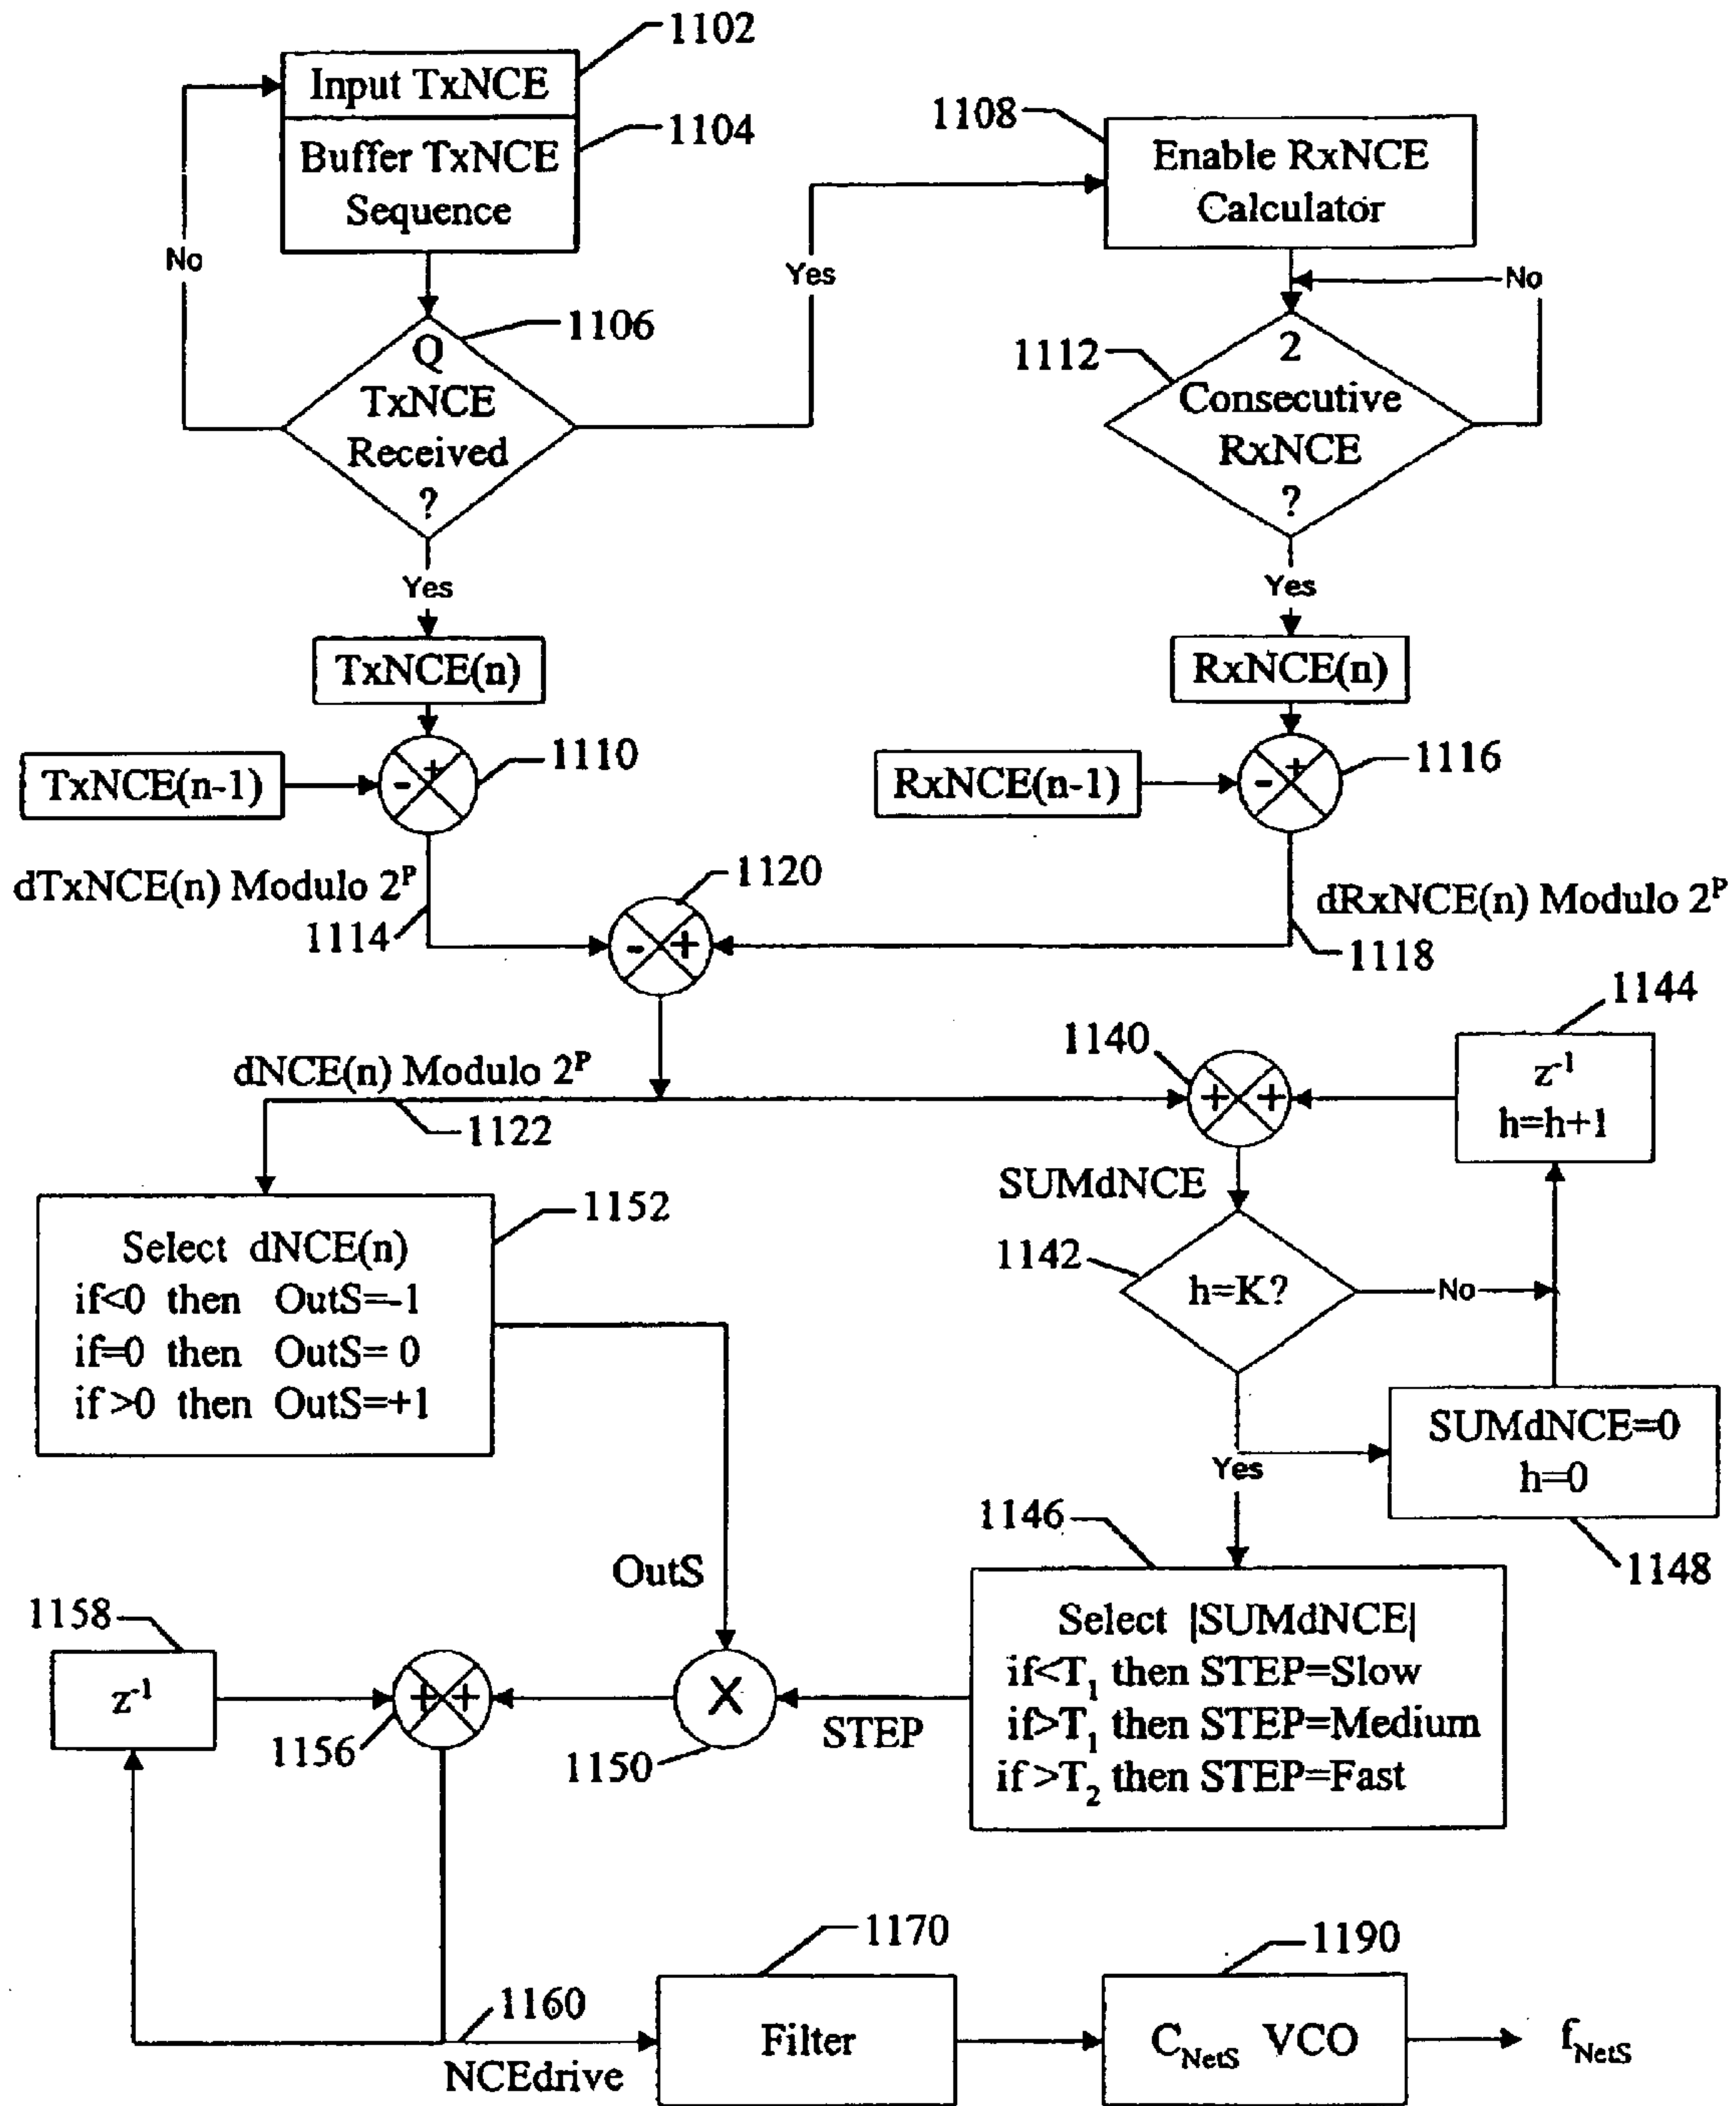 1102
Input TxNCE
1104
Buffer TxNCE
Sequence
1108
Enable RxNCE
Calculator
No
Yes
No
1106
Q
TxNCE
Received
?
1112
2
Consecutive
RxNCE
?
Yes
Yes
TxNCE(n)
RxNCE(n)
TxNCE(n-1)
- +
1110
RxNCE(n-1)
- +
1116
dTxNCE(n) Modulo 2^P
1114
1120
- +
dRxNCE(n) Modulo 2^P
1118
1144
z^-1
h=h+1
1140
+ +
dNCE(n) Modulo 2^P
1122
SUMdNCE
1152
Select dNCE(n)
if<0 then OutS=-1
if=0 then OutS= 0
if >0 then OutS=+1
1142
h=K?
No
SUMdNCE=0
h=0
Yes
1148
1146
Select |SUMdNCE|
if<T_1 then STEP=Slow
if>T_1 then STEP=Medium
if >T_2 then STEP=Fast
OutS
1158
z^-1
+ +
1156
X
1150
STEP
1160
NCEdrive
1170
Filter
1190
C_NetS VCO
f_NetS